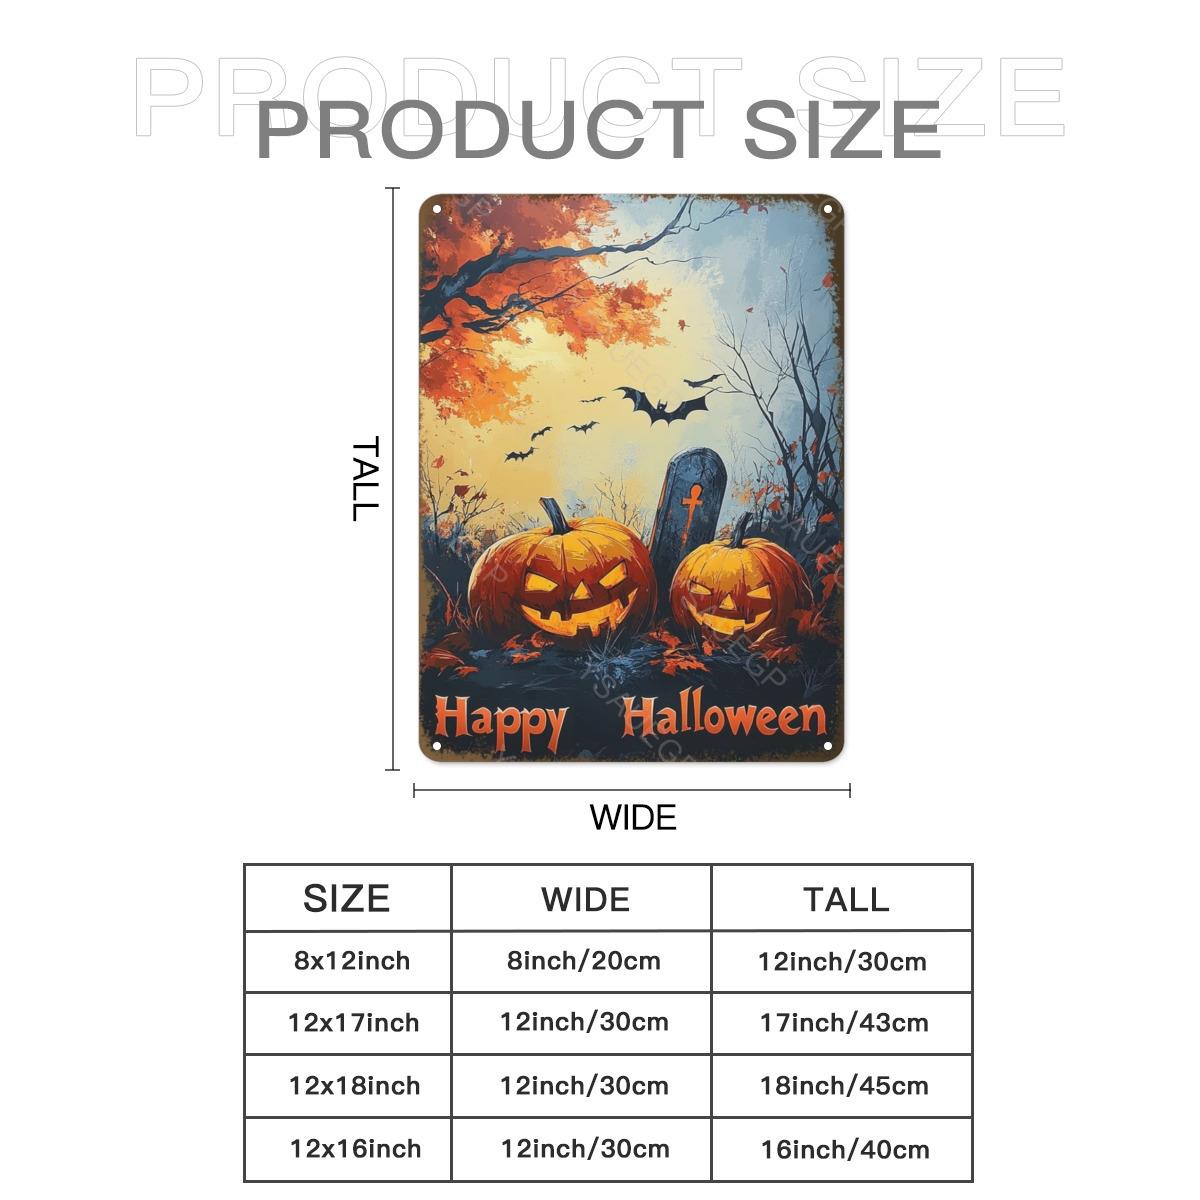 PRODUCT SIZE
PRODUCT SIZE
TALL
Happy Halloween
WIDE
SIZE WIDE TALL
8x12inch 8inch/20cm 12inch/30cm
12x17inch 12inch/30cm 17inch/43cm
12x18inch 12inch/30cm 18inch/45cm
12x16inch 12inch/30cm 16inch/40cm